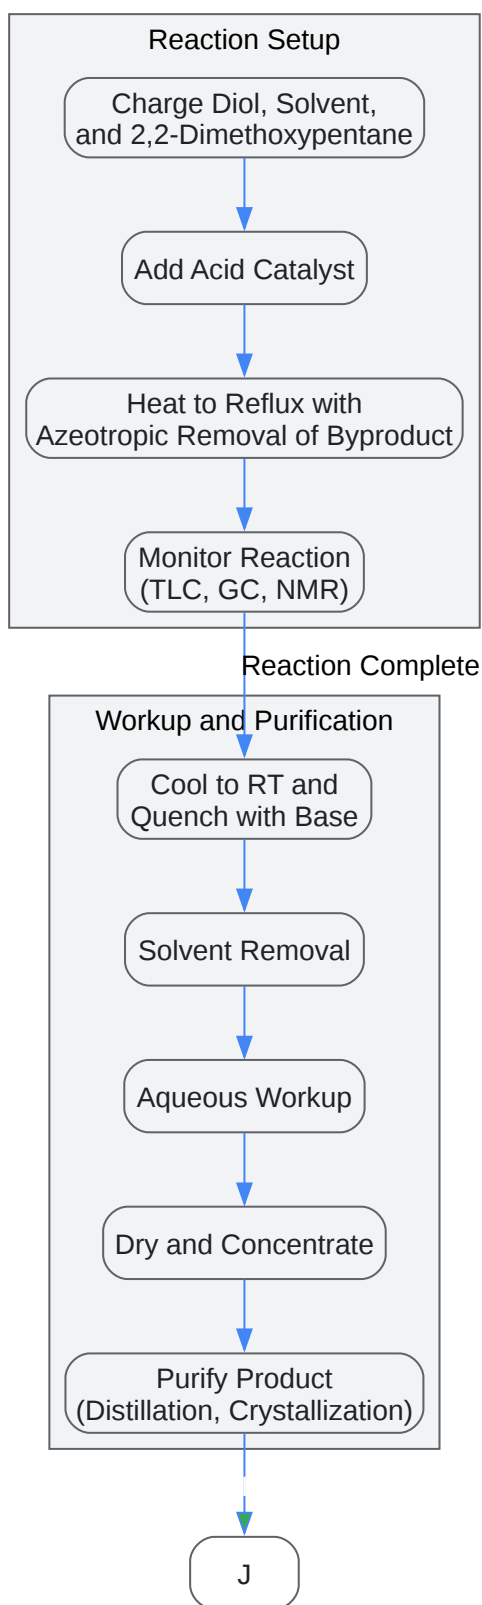 Reaction Setup
Charge Diol, Solvent,
and 2,2-Dimethoxypentane
Add Acid Catalyst
Heat to Reflux with
Azeotropic Removal of Byproduct
Monitor Reaction
(TLC, GC, NMR)
Reaction Complete
Workup and Purification
Cool to RT and
Quench with Base
Solvent Removal
Aqueous Workup
Dry and Concentrate
Purify Product
(Distillation, Crystallization)
J